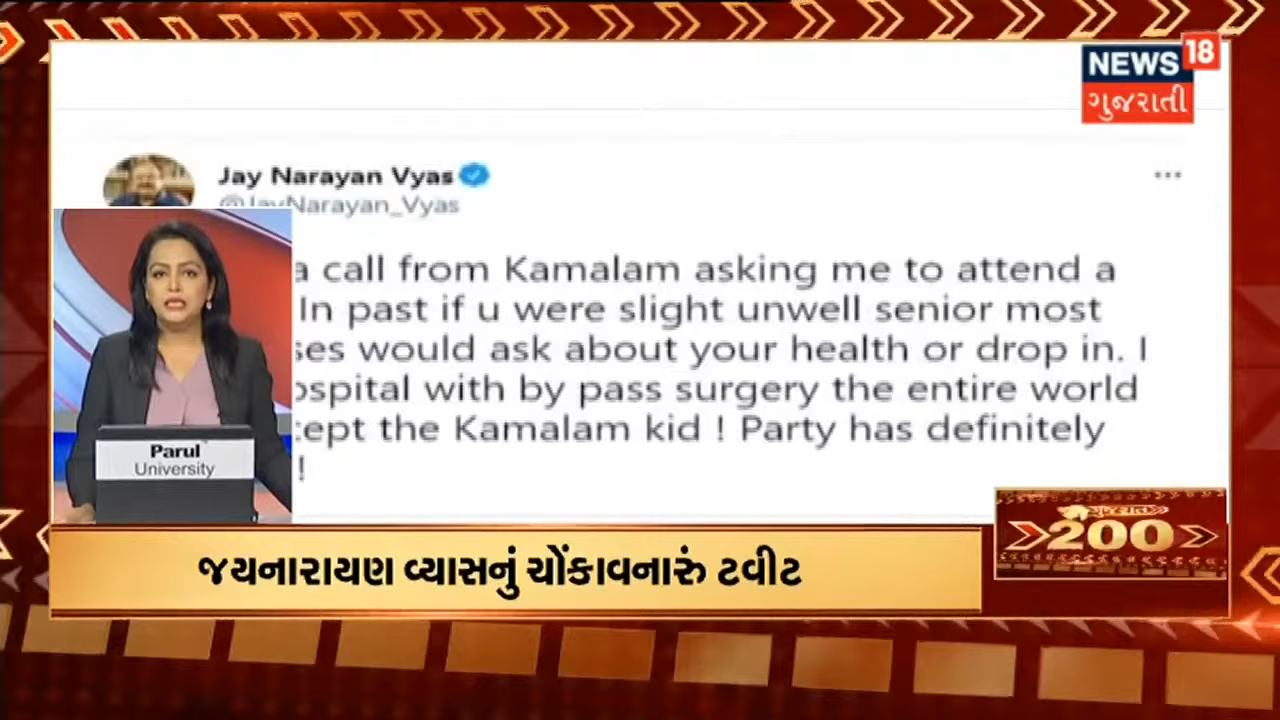 NEWS 18
ગુજરાતી
Jay Narayan Vyas
@JayNarayan_Vyas
a call from Kamalam asking me to attend a
In past if u were slight unwell senior most
ses would ask about your health or drop in. I
ospital with by pass surgery the entire world
cept the Kamalam kid ! Party has definitely
!
Parul
University
ગુજરાત
200
જયનારાયણ વ્યાસનું ચોંકાવનારું ટવીટ